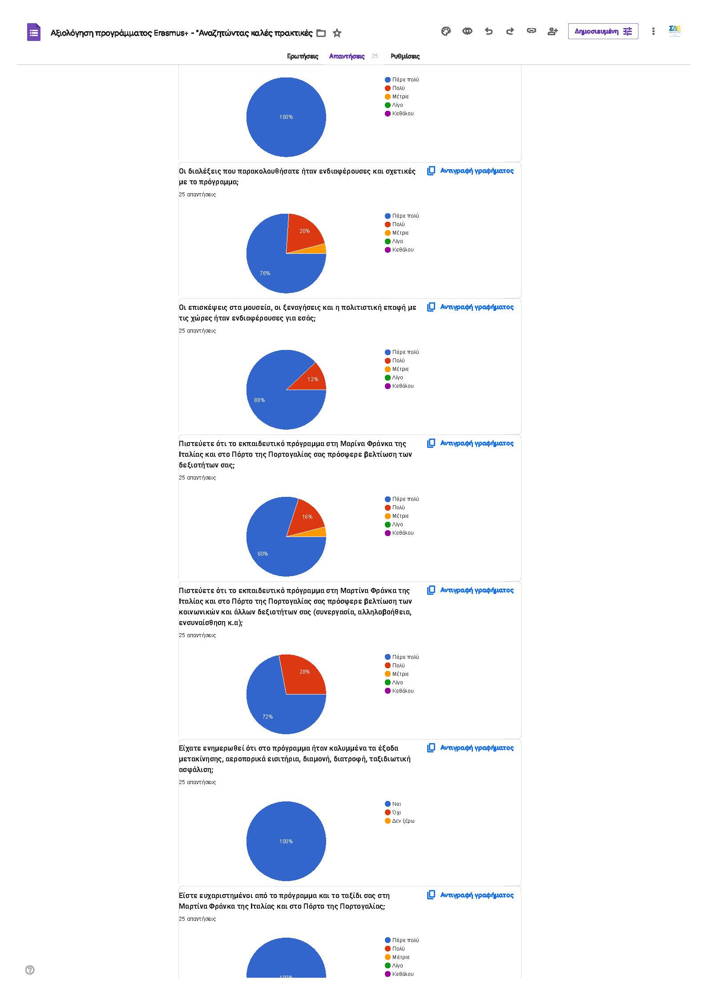 Αξιολόγηση προγράμματος Erasmus+ - "Αναζητώντας καλές πρακτικές
Δημοσιευμένη
ΣΔΕ
Ερωτήσεις Απαντήσεις 25 Ρυθμίσεις
Πάρα πολύ
Πολύ
Μέτρια
Λίγο
Καθόλου
100%
Οι διαλέξεις που παρακολουθήσατε ήταν ενδιαφέρουσες και σχετικές
με το πρόγραμμα;
Αντιγραφή γραφήματος
25 απαντήσεις
Πάρα πολύ
Πολύ
Μέτρια
Λίγο
Καθόλου
20%
76%
Οι επισκέψεις στα μουσεία, οι ξεναγήσεις και η πολιτιστική επαφή με
τις χώρες ήταν ενδιαφέρουσες για εσάς;
Αντιγραφή γραφήματος
25 απαντήσεις
Πάρα πολύ
Πολύ
Μέτρια
Λίγο
Καθόλου
12%
88%
Πιστεύετε ότι το εκπαιδευτικό πρόγραμμα στη Μαρίνα Φράνκα της
Ιταλίας και στο Πόρτο της Πορτογαλίας σας πρόσφερε βελτίωση των
δεξιοτήτων σας;
Αντιγραφή γραφήματος
25 απαντήσεις
Πάρα πολύ
Πολύ
Μέτρια
Λίγο
Καθόλου
16%
80%
Πιστεύετε ότι το εκπαιδευτικό πρόγραμμα στη Μαρτίνα Φράνκα της
Ιταλίας και στο Πόρτο της Πορτογαλίας σας πρόσφερε βελτίωση των
κοινωνικών και άλλων δεξιοτήτων σας (συνεργασία, αλληλοβοήθεια,
ενσυναίσθηση κ.α);
Αντιγραφή γραφήματος
25 απαντήσεις
Πάρα πολύ
Πολύ
Μέτρια
Λίγο
Καθόλου
28%
72%
Είχατε ενημερωθεί ότι στο πρόγραμμα ήταν καλυμμένα τα έξοδα
μετακίνησης, αεροπορικά εισιτήρια, διαμονή, διατροφή, ταξιδιωτική
ασφάλιση;
Αντιγραφή γραφήματος
25 απαντήσεις
Ναι
Όχι
Δεν ξέρω
100%
Είστε ευχαριστημένοι από το πρόγραμμα και το ταξίδι σας στη
Μαρτίνα Φράνκα της Ιταλίας και στο Πόρτο της Πορτογαλίας;
Αντιγραφή γραφήματος
25 απαντήσεις
Πάρα πολύ
Πολύ
Μάτρια
Λίγο
Καθόλου
100%